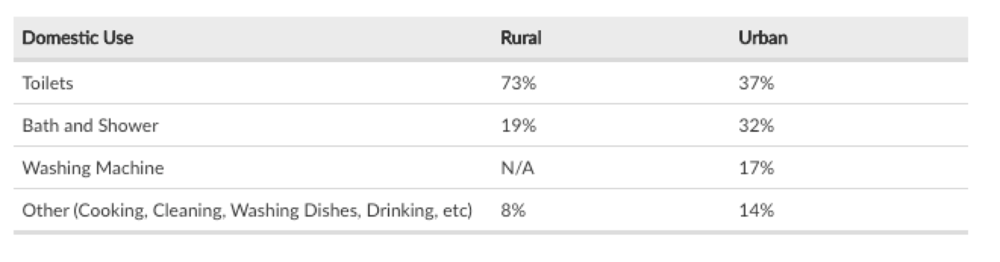 Domestic Use Rural Urban
Toilets 73% 37%
Bath and Shower 19% 32%
Washing Machine N/A 17%
Other (Cooking, Cleaning, Washing Dishes, Drinking, etc) 8% 14%